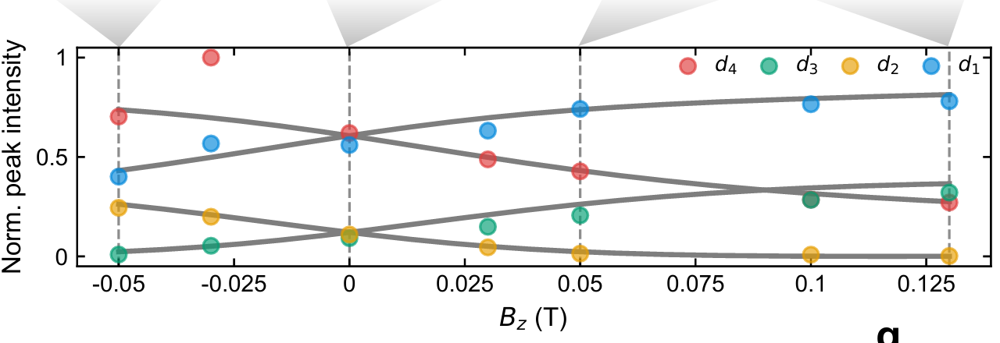 Norm. peak intensity
1
0.5
0
d4 d3 d2 d1
-0.05 -0.025 0 0.025 0.05 0.075 0.1 0.125
Bz (T)